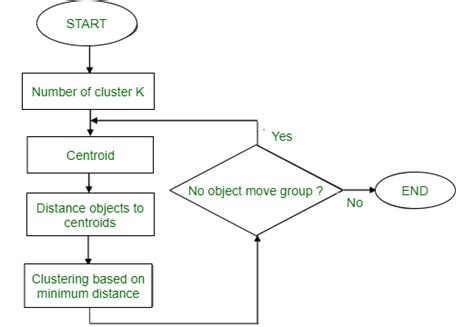 START
Number of cluster K
Centroid
Distance objects to
centroids
Clustering based on
minimum distance
Yes
No object move group ?
No
END